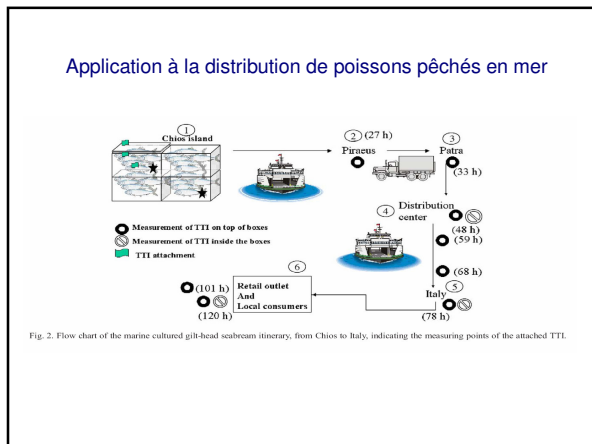 Application à la distribution de poissons pêchés en mer
1
Chios island
2 (27 h)
Piraeus
3
Patra
(33 h)
4
Distribution
center
(48 h)
(59 h)
(68 h)
Italy 5
(78 h)
Measurement of TTI on top of boxes
Measurement of TTI inside the boxes
TTI attachment
6
Retail outlet
And
Local consumers
(101 h)
(120 h)
Fig. 2. Flow chart of the marine cultured gilt-head seabream itinerary, from Chios to Italy, indicating the measuring points of the attached TTI.